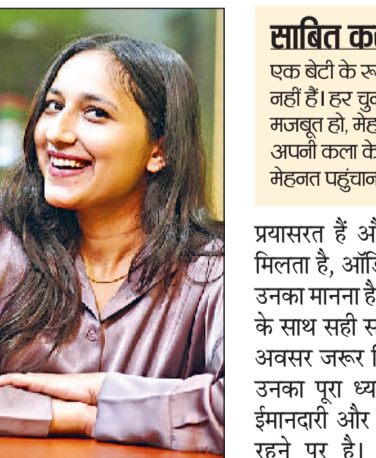 साबित कर
एक बेटी के रू
नहीं हैं। हर चु
मजबूत हो, मेह
अपनी कला के
मेहनत पहुंचान
प्रयासरत हैं औ
मिलता है, ऑडि
उनका मानना है
के साथ सही स
अवसर जरूर
उनका पूरा ध्य
ईमानदारी और
रहने पर है।